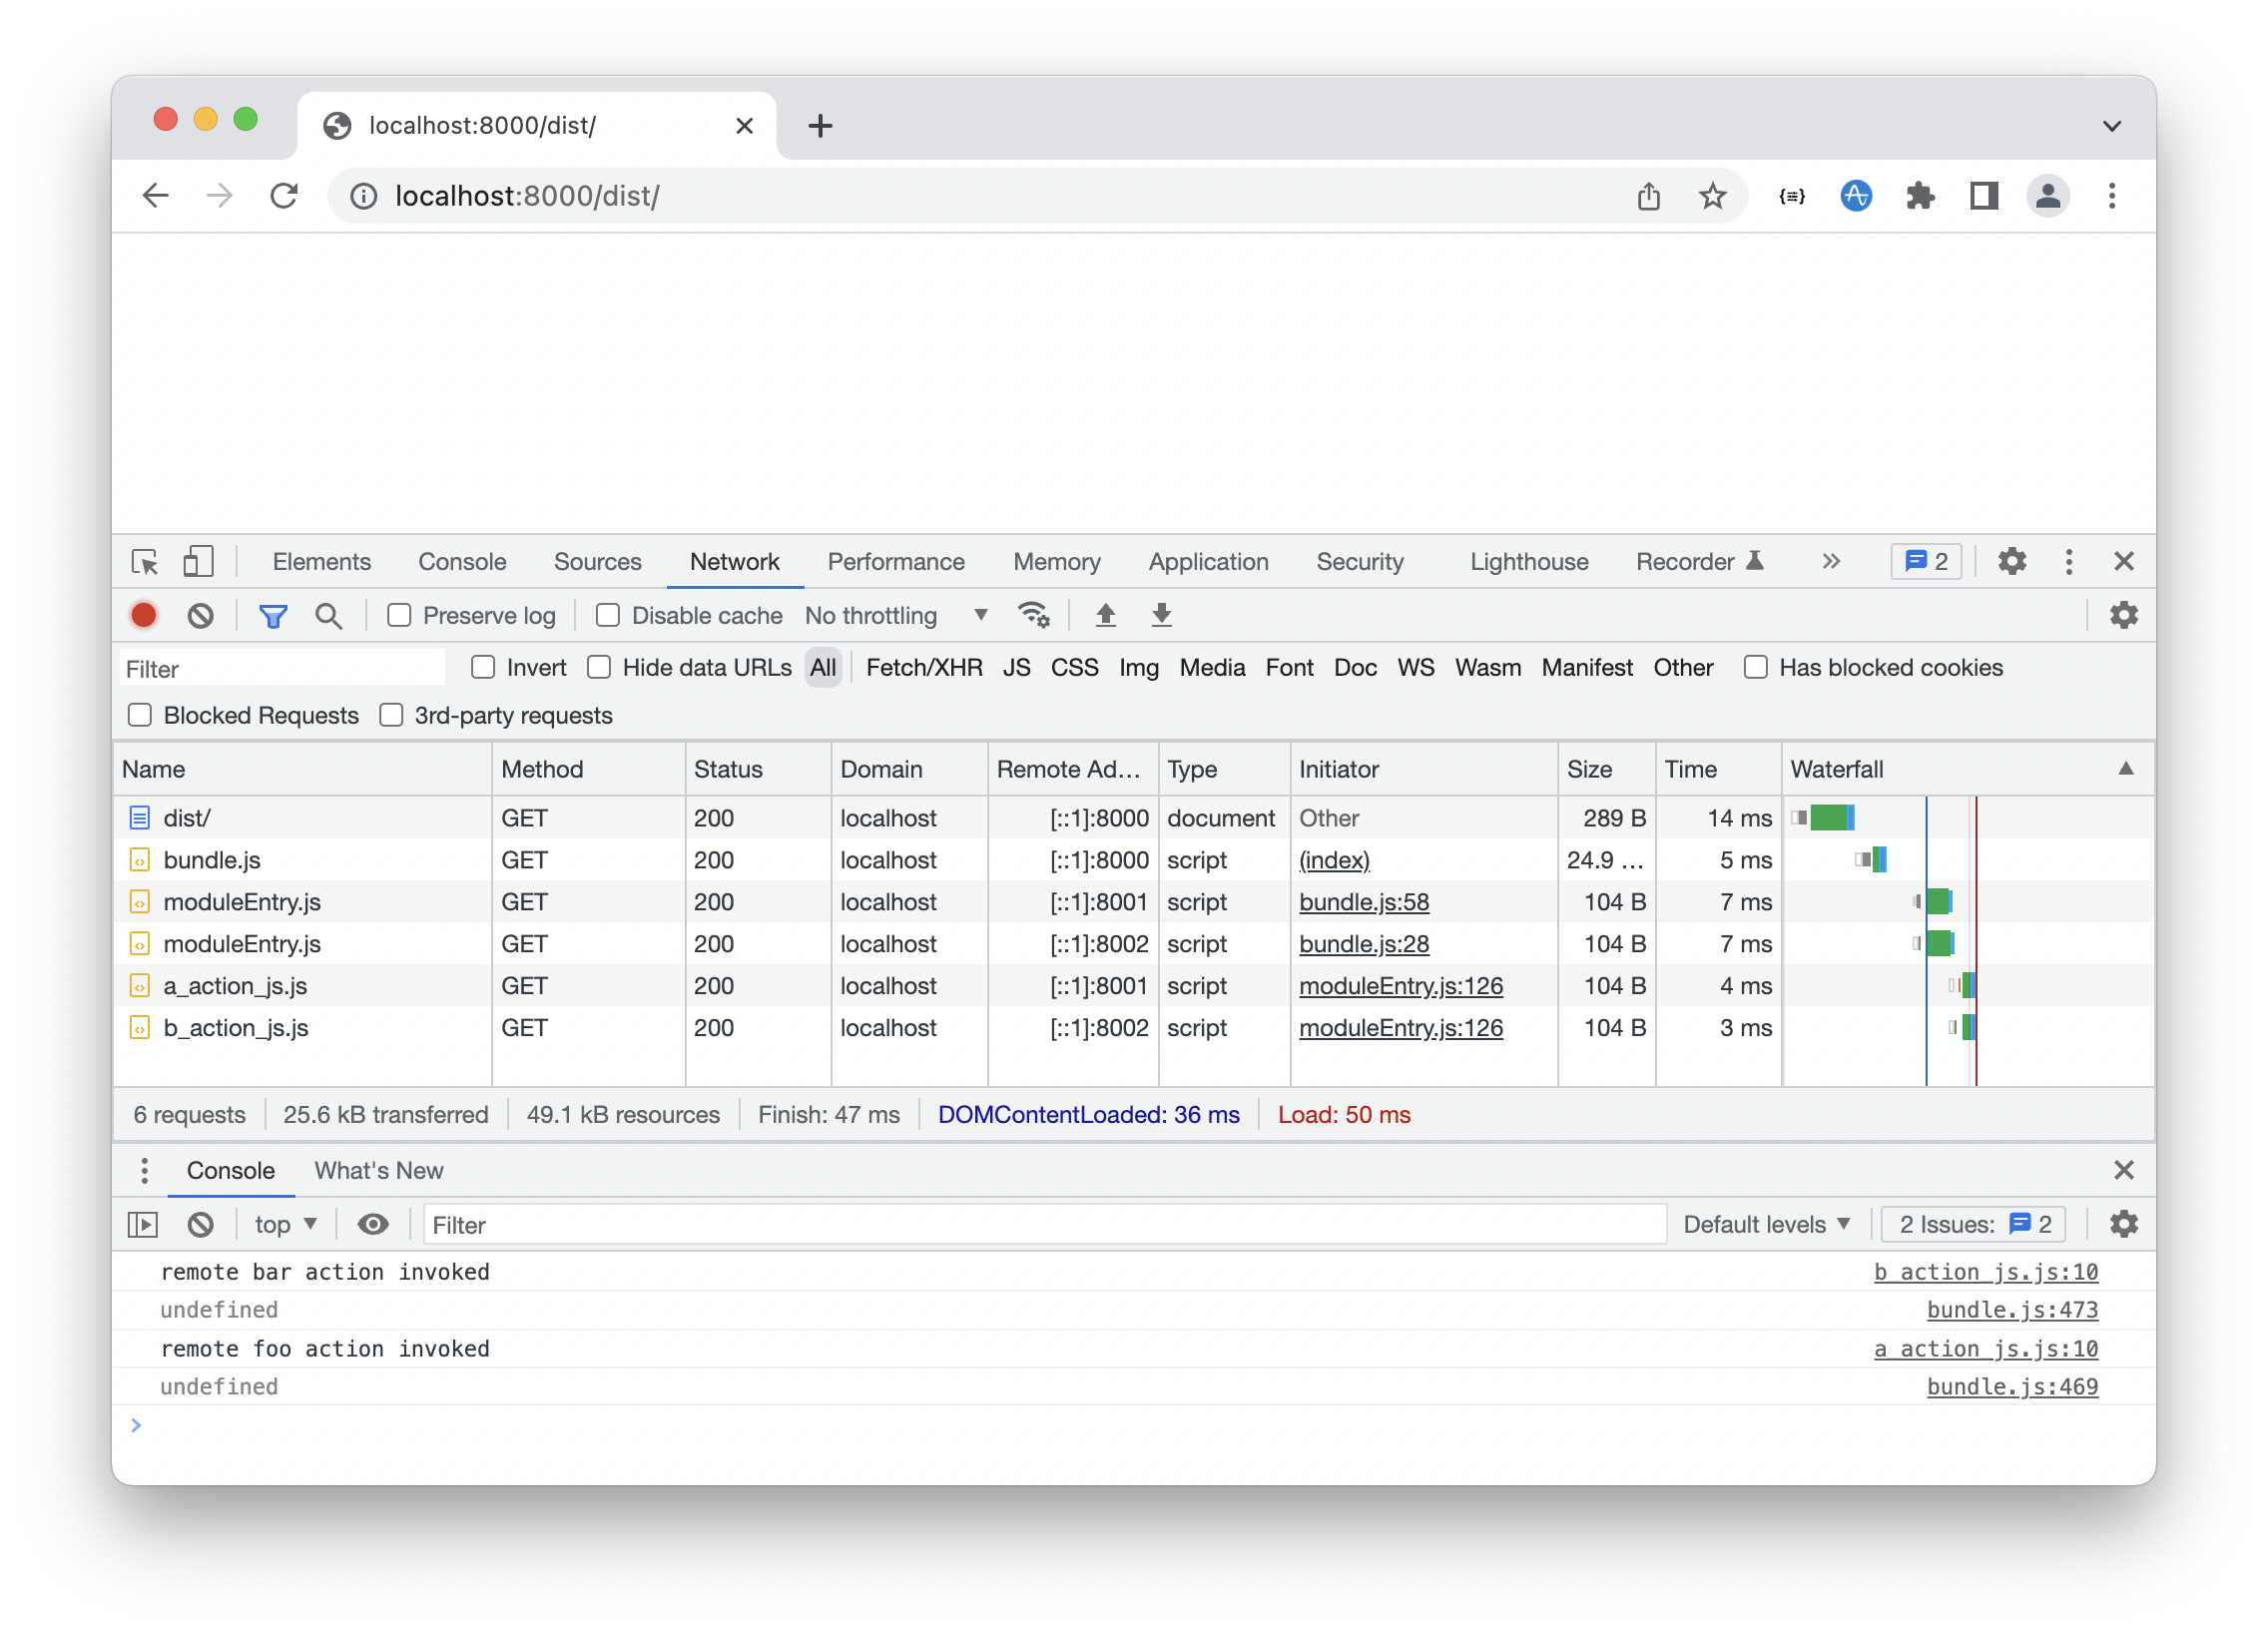 localhost:8000/dist/
localhost:8000/dist/
Elements Console Sources Network Performance Memory Application Security Lighthouse Recorder 2
Preserve log Disable cache No throttling
Filter Invert Hide data URLs All Fetch/XHR JS CSS Img Media Font Doc WS Wasm Manifest Other Has blocked cookies
Blocked Requests 3rd-party requests
Name Method Status Domain Remote Ad... Type Initiator Size Time Waterfall
dist/ GET 200 localhost [::1]:8000 document Other 289 B 14 ms
bundle.js GET 200 localhost [::1]:8000 script (index) 24.9 ... 5 ms
moduleEntry.js GET 200 localhost [::1]:8001 script bundle.js:58 104 B 7 ms
moduleEntry.js GET 200 localhost [::1]:8002 script bundle.js:28 104 B 7 ms
a_action_js.js GET 200 localhost [::1]:8001 script moduleEntry.js:126 104 B 4 ms
b_action_js.js GET 200 localhost [::1]:8002 script moduleEntry.js:126 104 B 3 ms
6 requests 25.6 kB transferred 49.1 kB resources Finish: 47 ms DOMContentLoaded: 36 ms Load: 50 ms
Console What's New
top Filter Default levels 2 Issues: 2
remote bar action invoked b_action_js.js:10
undefined bundle.js:473
remote foo action invoked a_action_js.js:10
undefined bundle.js:469